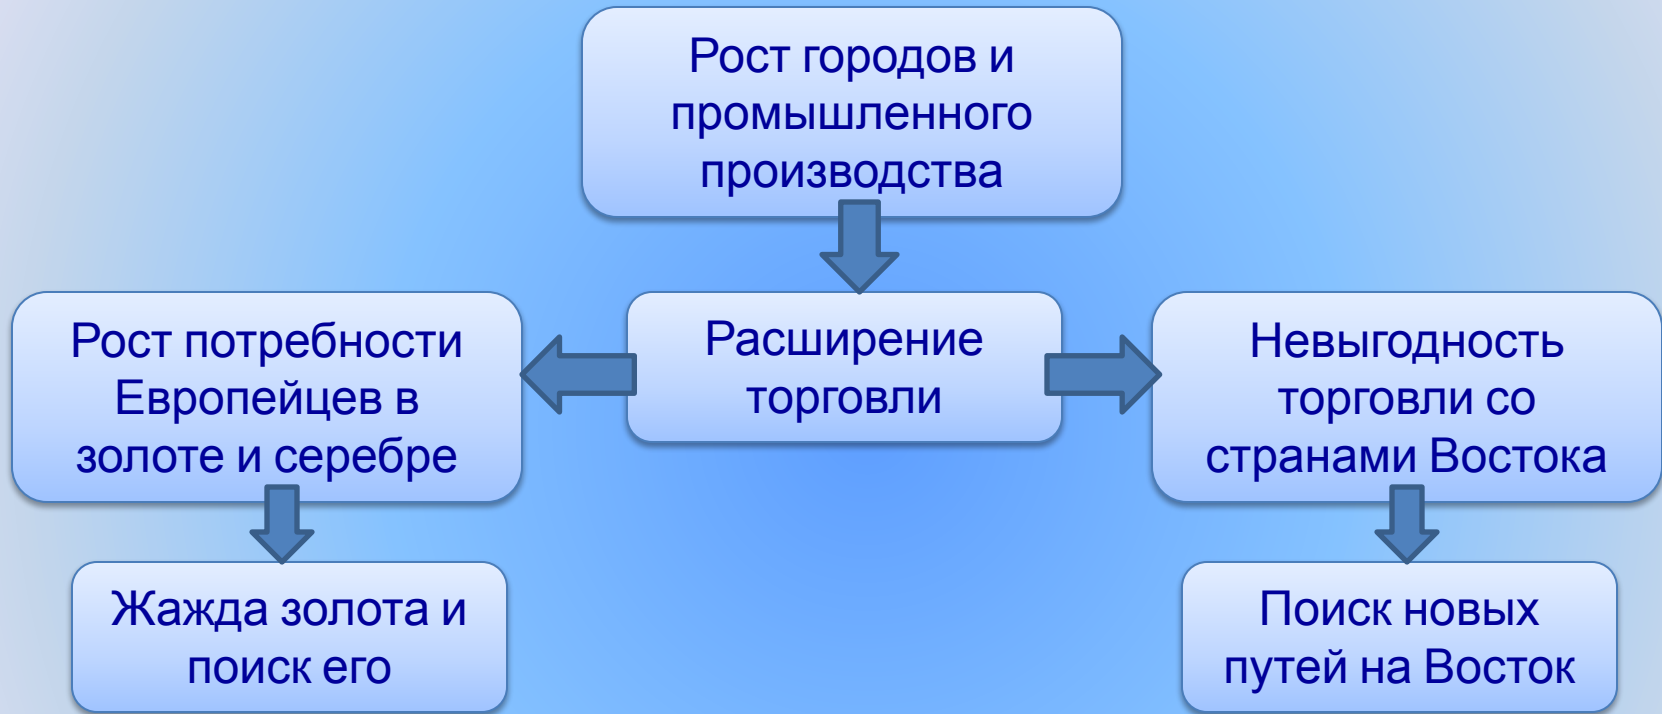 Рост городов и
промышленного
производства
Рост потребности
Европейцев в
золоте и серебре
Расширение
торговли
Невыгодность
торговли со
странами Востока
Жажда золота и
поиск его
Поиск новых
путей на Восток